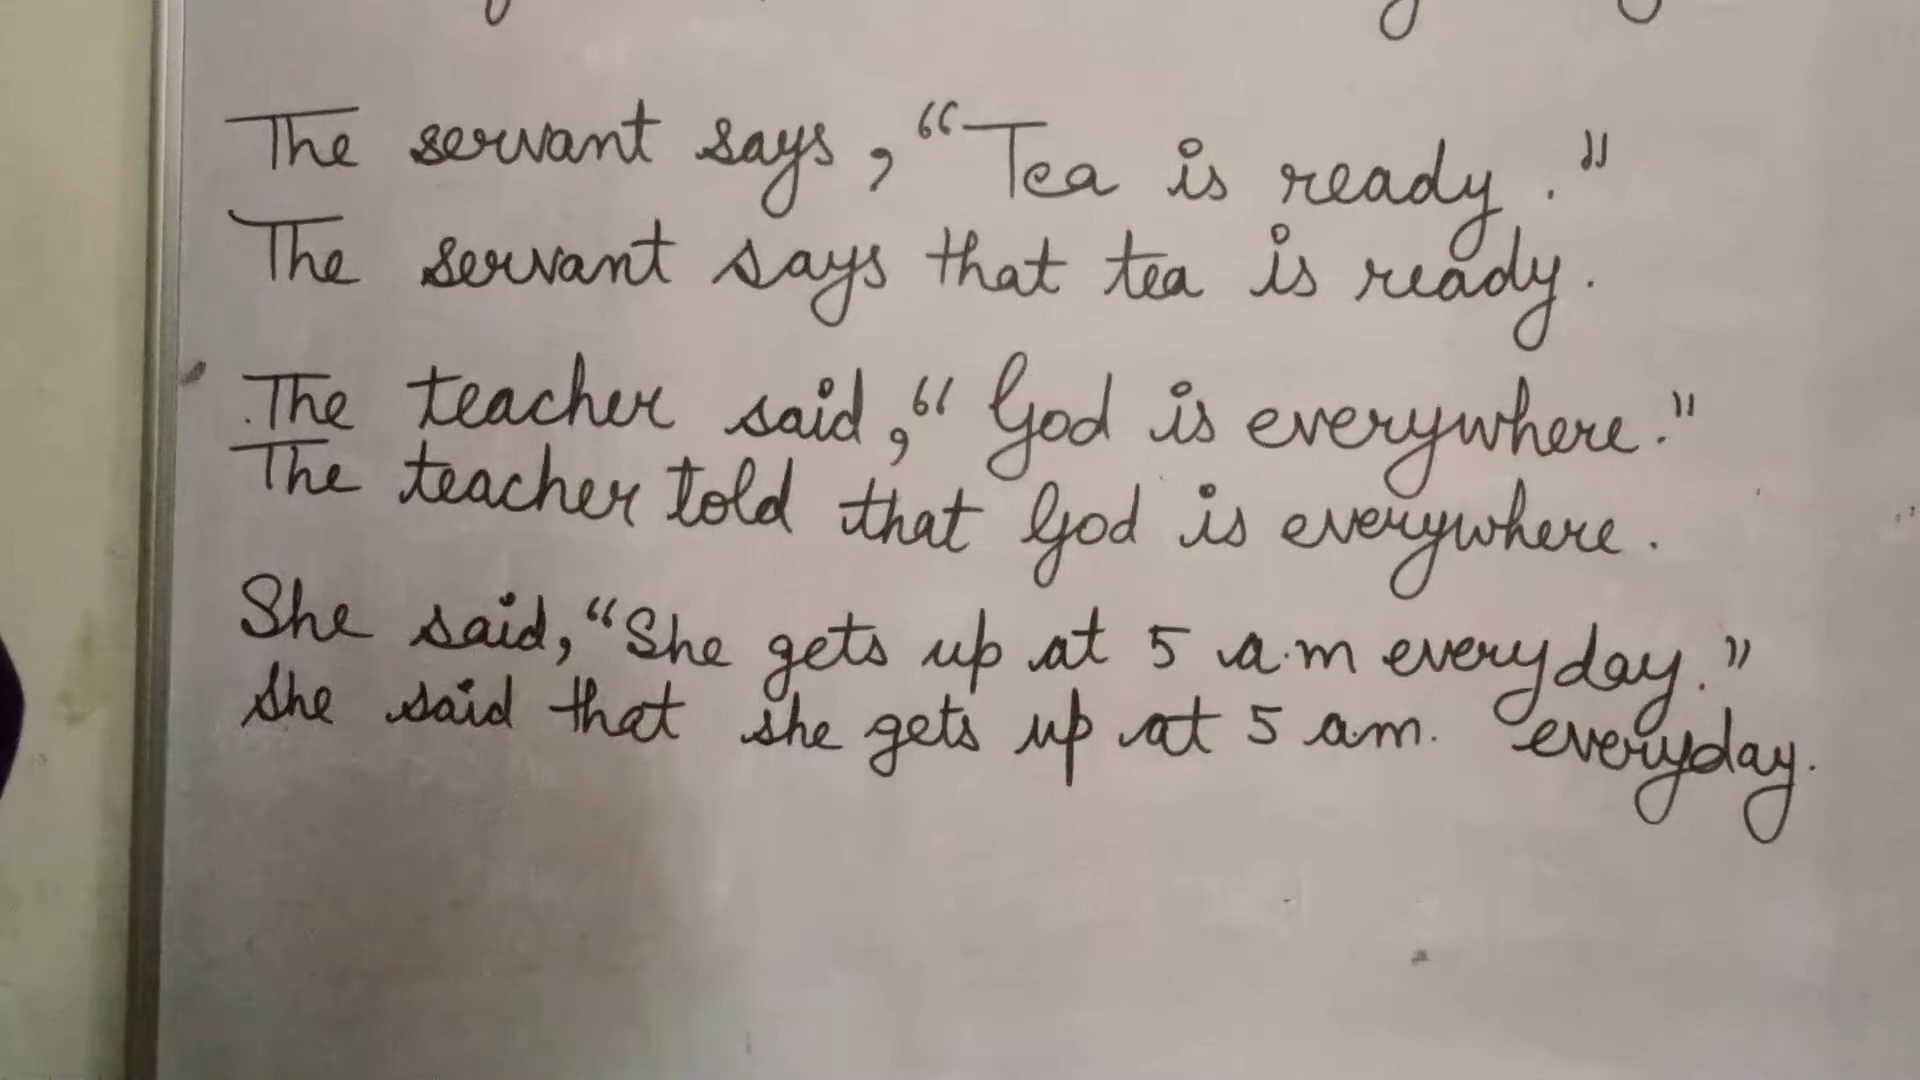 The servant says, "Tea is ready."
The servant says that tea is ready.
The teacher said, "God is everywhere."
The teacher told that God is everywhere.
She said, "She gets up at 5 a.m everyday."
She said that she gets up at 5 am. everyday.